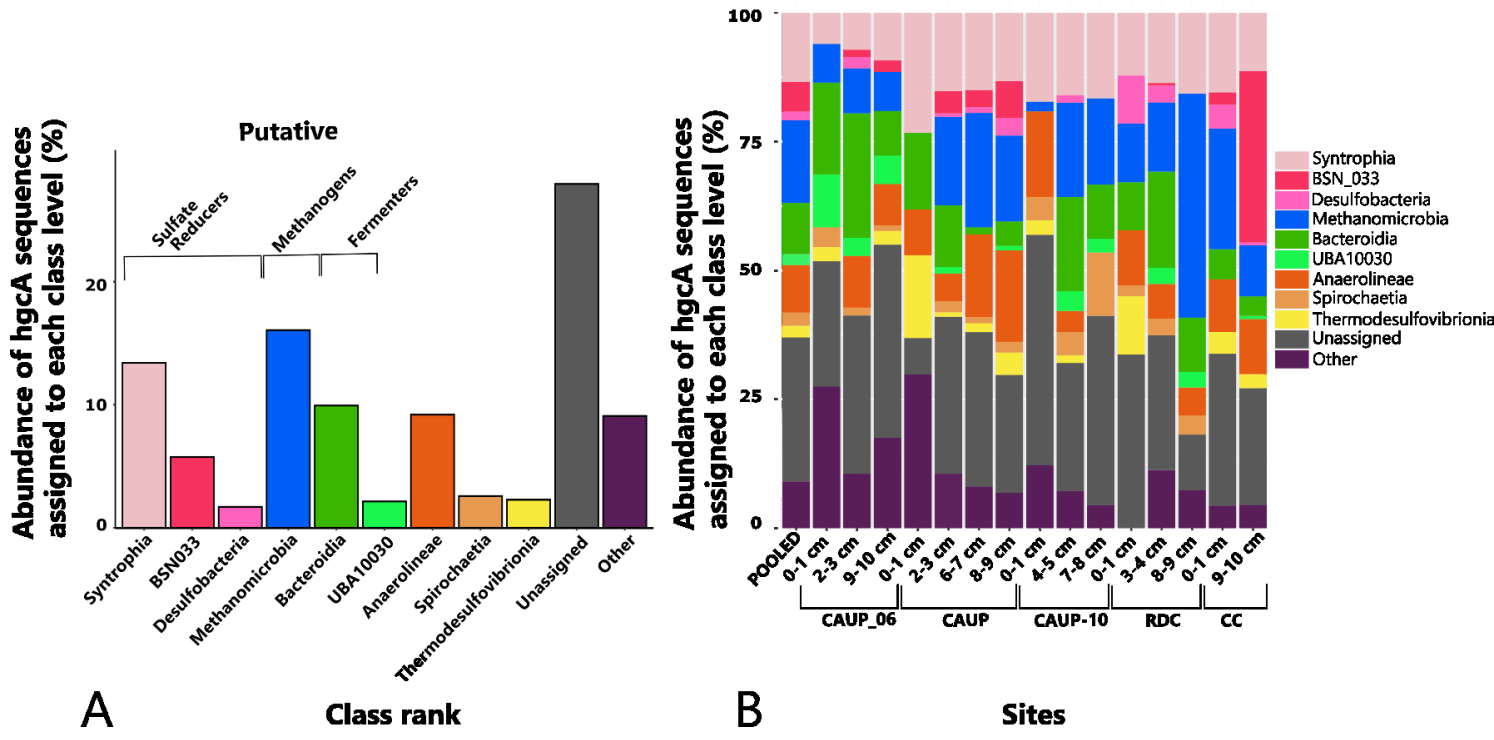 Abundance of hgcA sequences
assigned to each class level (%)
Putative
Sulfate
Reducers
Methanogens
Fermenters
20
10
0
Syntrophia
BSN033
Desulfobacteria
Methanomicrobia
Bacteroidia
UBA10030
Anaerolineae
Spirochaetia
Thermodesulfovibrionia
Unassigned
Other
A
Class rank
Abundance of hgcA sequences
assigned to each class level (%)
100
75
50
25
0
POOLED
0-1 cm
2-3 cm
9-10 cm
0-1 cm
2-3 cm
6-7 cm
8-9 cm
0-1 cm
4-5 cm
7-8 cm
0-1 cm
3-4 cm
8-9 cm
0-1 cm
9-10 cm
CAUP_06
CAUP
CAUP-10
RDC
CC
Syntrophia
BSN_033
Desulfobacteria
Methanomicrobia
Bacteroidia
UBA10030
Anaerolineae
Spirochaetia
Thermodesulfovibrionia
Unassigned
Other
B
Sites